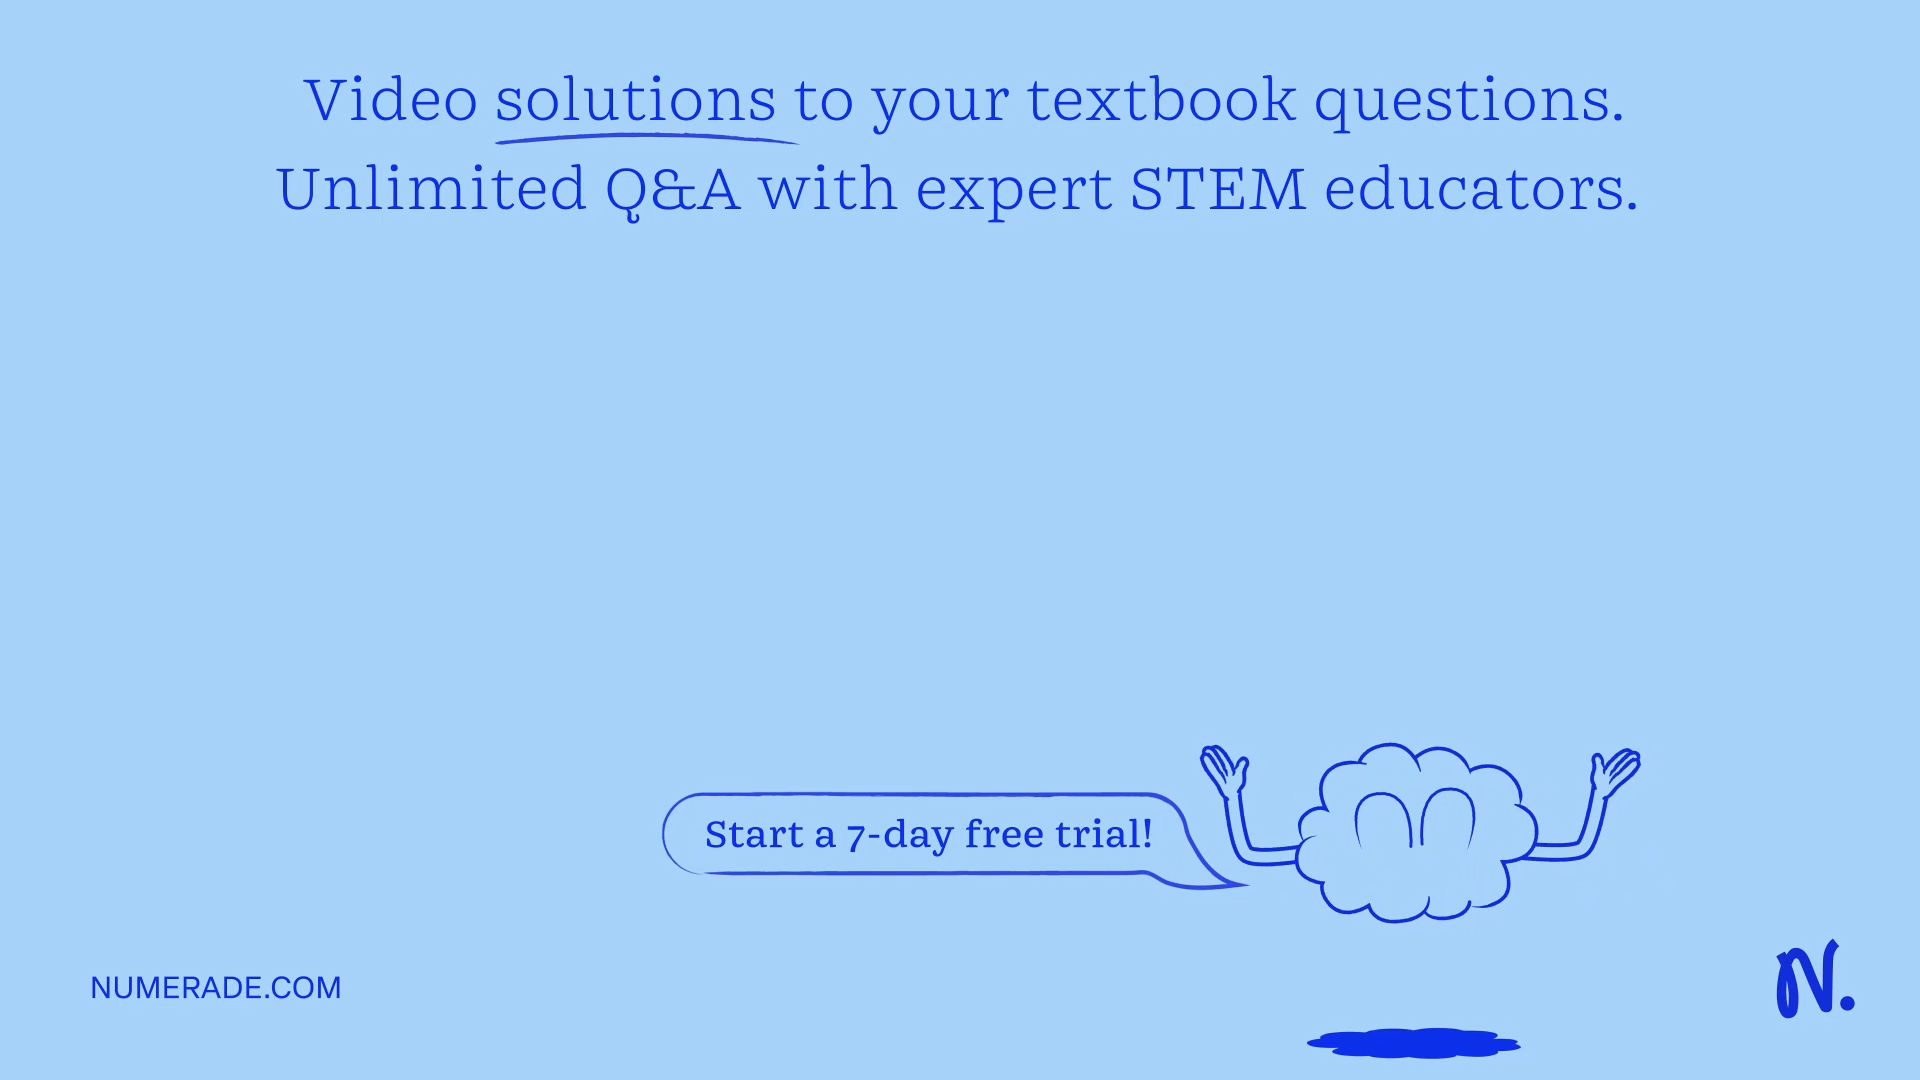 Video solutions to your textbook questions.
Unlimited Q&A with expert STEM educators.
Start a 7-day free trial!
NUMERADE.COM
N.